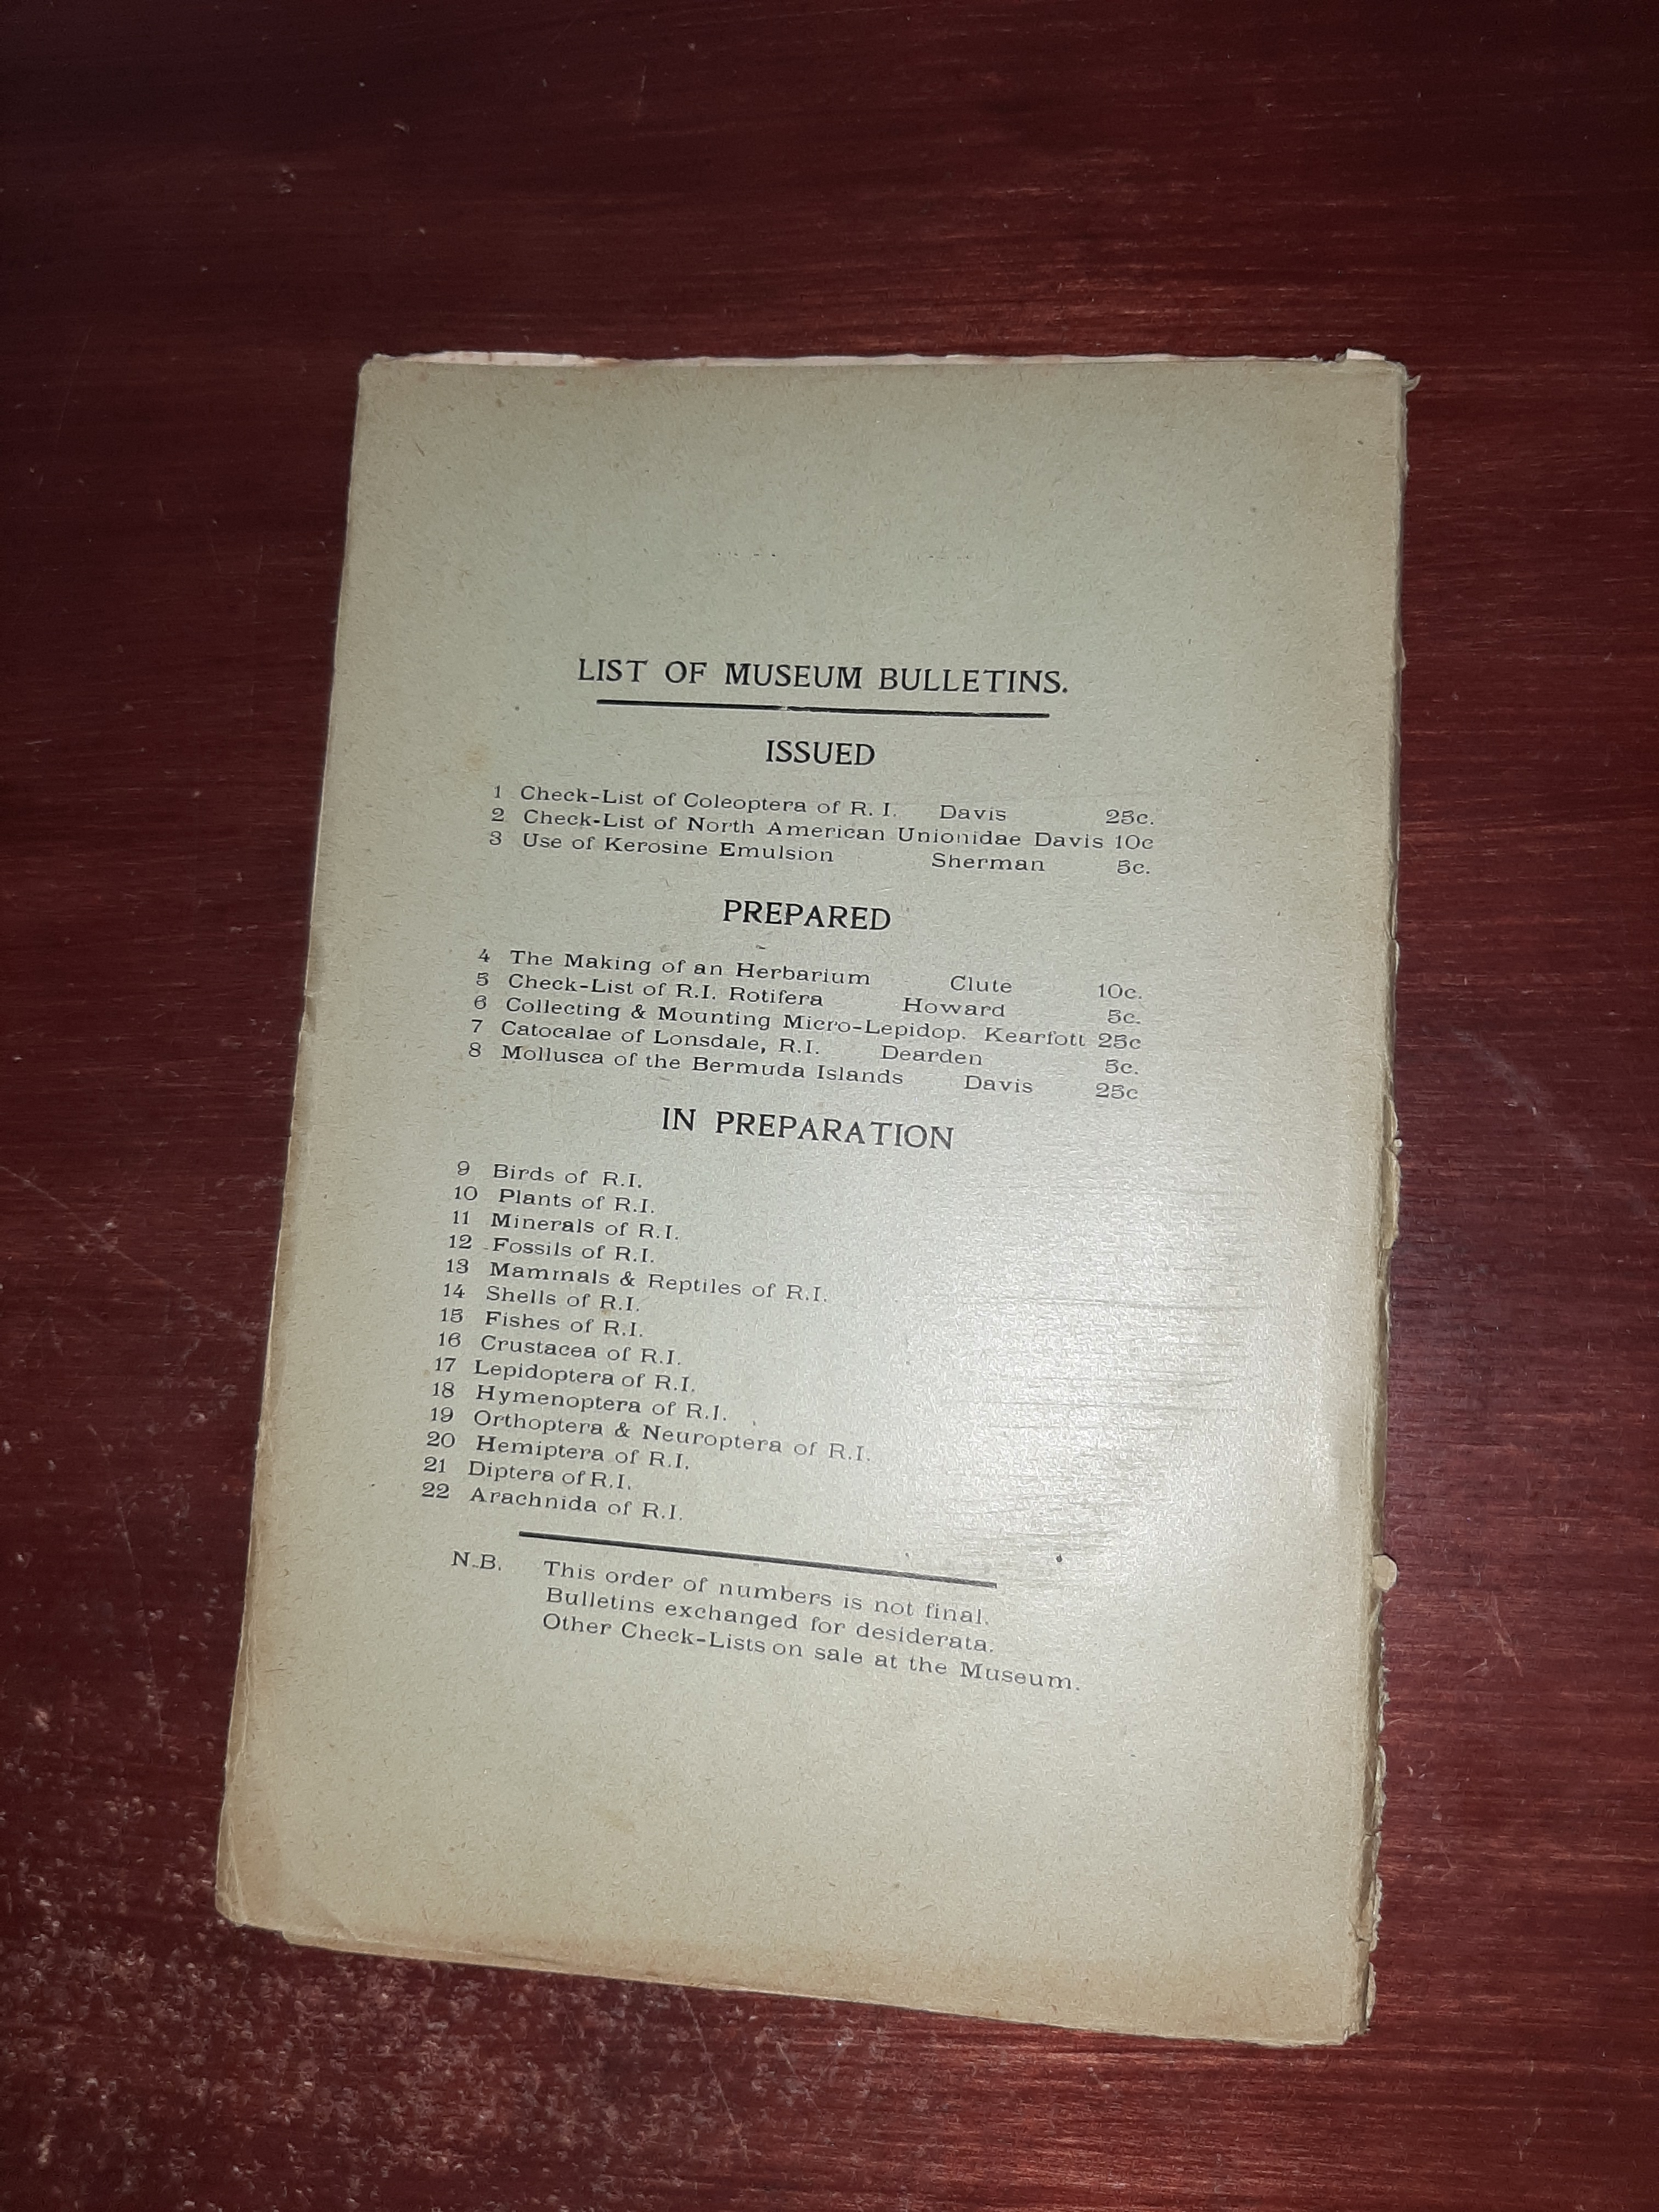 LIST OF MUSEUM BULLETINS.
ISSUED
1 Check-List of Coleoptera of R. I. Davis 25c.
2 Check-List of North American Unionidae Davis 10c
3 Use of Kerosine Emulsion Sherman 5c.
PREPARED
4 The Making of an Herbarium Clute 10c.
5 Check-List of R.I. Rotifera Howard 5c.
6 Collecting & Mounting Micro-Lepidop. Kearfott 25c
7 Catocalae of Lonsdale, R.I. Dearden 5c.
8 Mollusca of the Bermuda Islands Davis 25c
IN PREPARATION
9 Birds of R.I.
10 Plants of R.I.
11 Minerals of R.I.
12 Fossils of R.I.
13 Mammals & Reptiles of R.I.
14 Shells of R.I.
15 Fishes of R.I.
16 Crustacea of R.I.
17 Lepidoptera of R.I.
18 Hymenoptera of R.I.
19 Orthoptera & Neuroptera of R.I.
20 Hemiptera of R.I.
21 Diptera of R.I.
22 Arachnida of R.I.
N.B. This order of numbers is not final.
Bulletins exchanged for desiderata.
Other Check-Lists on sale at the Museum.